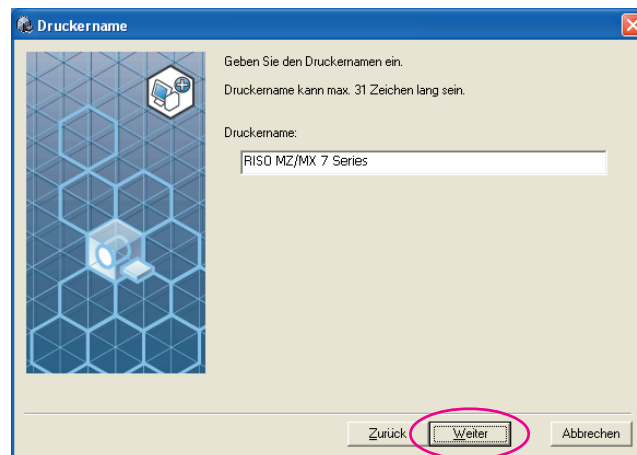 Druckername
Geben Sie den Druckernamen ein.
Druckername kann max. 31 Zeichen lang sein.
Druckername:
RISO MZ/MX 7 Series
Zurück
Weiter
Abbrechen